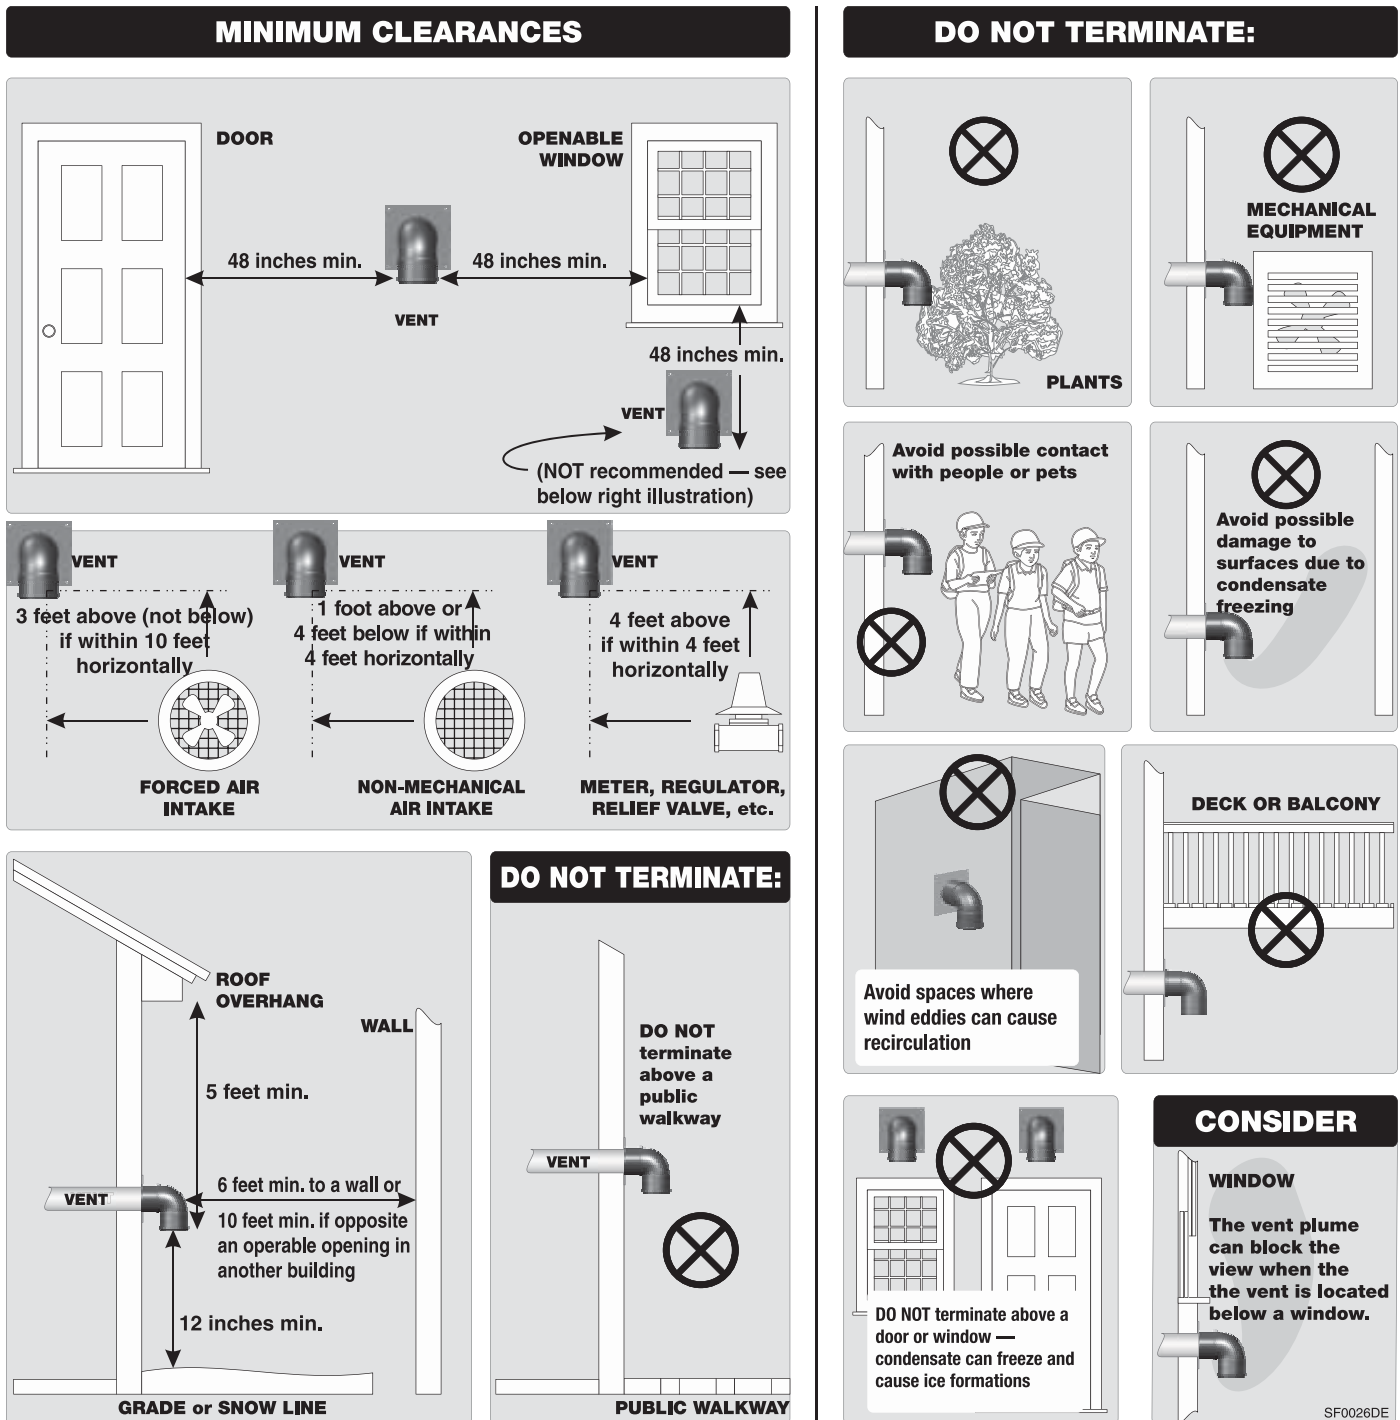 MINIMUM CLEARANCES
DOOR
OPENABLE
WINDOW
48 inches min.
48 inches min.
VENT
48 inches min.
VENT
(NOT recommended — see
below right illustration)
VENT
3 feet above (not below)
if within 10 feet
horizontally
FORCED AIR
INTAKE
VENT
1 foot above or
4 feet below if within
4 feet horizontally
NON-MECHANICAL
AIR INTAKE
VENT
4 feet above
if within 4 feet
horizontally
METER, REGULATOR,
RELIEF VALVE, etc.
ROOF
OVERHANG
WALL
5 feet min.
VENT
6 feet min. to a wall or
10 feet min. if opposite
an operable opening in
another building
12 inches min.
GRADE or SNOW LINE
DO NOT TERMINATE:
DO NOT
terminate
above a
public
walkway
VENT
PUBLIC WALKWAY
DO NOT TERMINATE:
PLANTS
MECHANICAL
EQUIPMENT
Avoid possible contact
with people or pets
Avoid possible
damage to
surfaces due to
condensate
freezing
Avoid spaces where
wind eddies can cause
recirculation
DECK OR BALCONY
DO NOT terminate above a
door or window —
condensate can freeze and
cause ice formations
CONSIDER
WINDOW
The vent plume
can block the
view when the
the vent is located
below a window.
SF0026DE